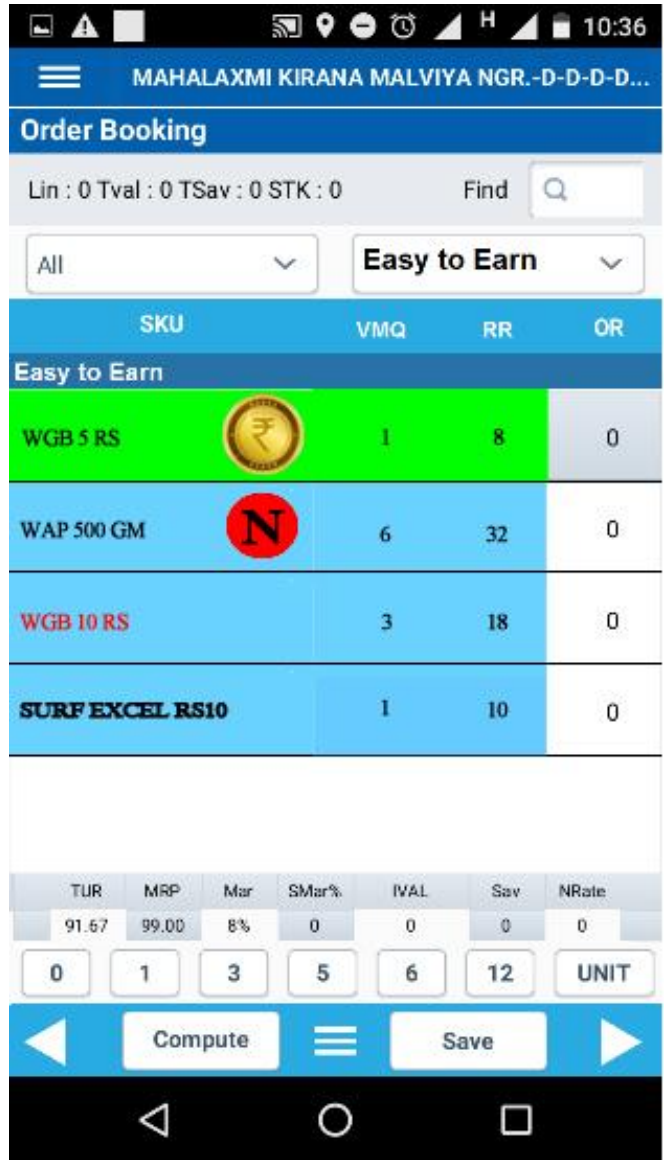 H 10:36
MAHALAXMI KIRANA MALVIYA NGR.-D-D-D-D...
Order Booking
Lin : 0 Tval : 0 TSav : 0 STK : 0 Find
All Easy to Earn
SKU VMQ RR OR
Easy to Earn
WGB 5 RS ₹ 1 8 0
WAP 500 GM N 6 32 0
WGB 10 RS 3 18 0
SURF EXCEL RS10 1 10 0
TUR MRP Mar SMar% IVAL Sav NRate
91.67 99.00 8% 0 0 0 0
0 1 3 5 6 12 UNIT
Compute Save